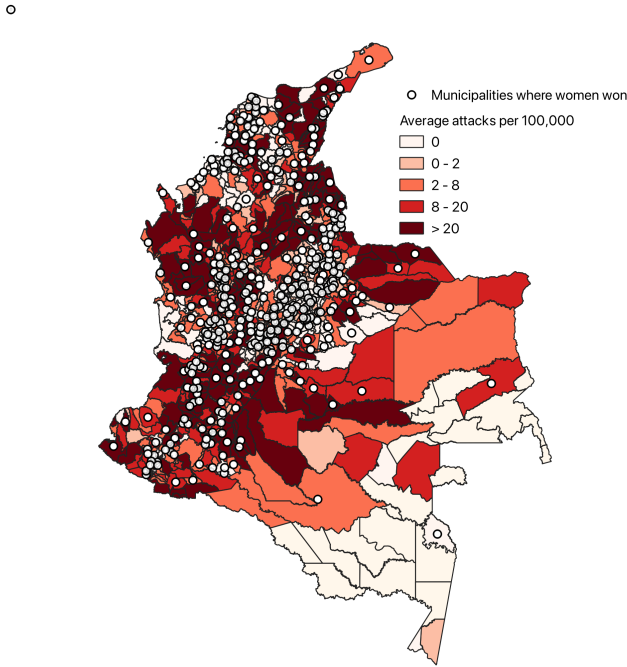 Municipalities where women won
Average attacks per 100,000
0
0 - 2
2 - 8
8 - 20
> 20